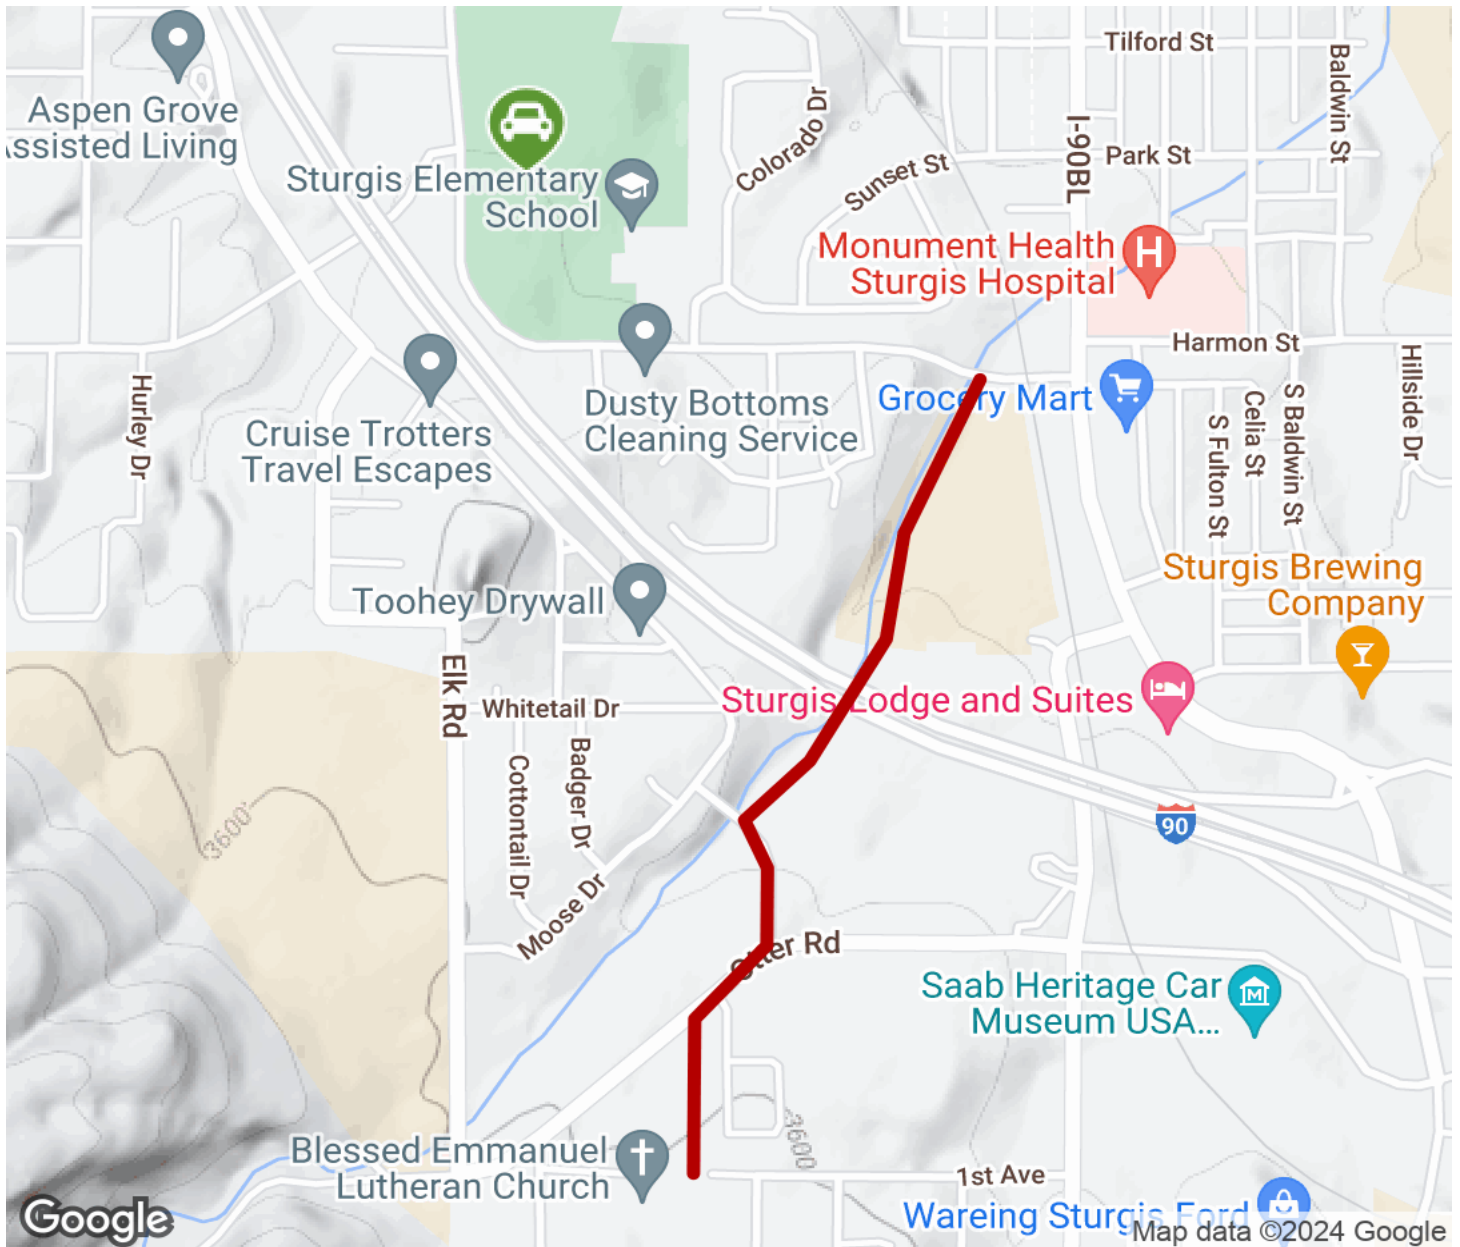 Tilford St
Baldwin St
Aspen Grove
Assisted Living
Colorado Dr
I-90BL
Park St
Sturgis Elementary
School
Sunset St
Monument Health
Sturgis Hospital
H
Harmon St
Hillside Dr
Hurley Dr
Grocery Mart
Dusty Bottoms
Cleaning Service
Cruise Trotters
Travel Escapes
S Fulton St
Celia St
S Baldwin St
Toohey Drywall
Sturgis Brewing
Company
Elk Rd
Whitetail Dr
Sturgis Lodge and Suites
Cottontail Dr
Badger Dr
3600'
90
Moose Dr
Otter Rd
Saab Heritage Car
Museum USA...
M
Blessed Emmanuel
Lutheran Church
3600
1st Ave
Wareing Sturgis Ford
Google
Map data ©2024 Google